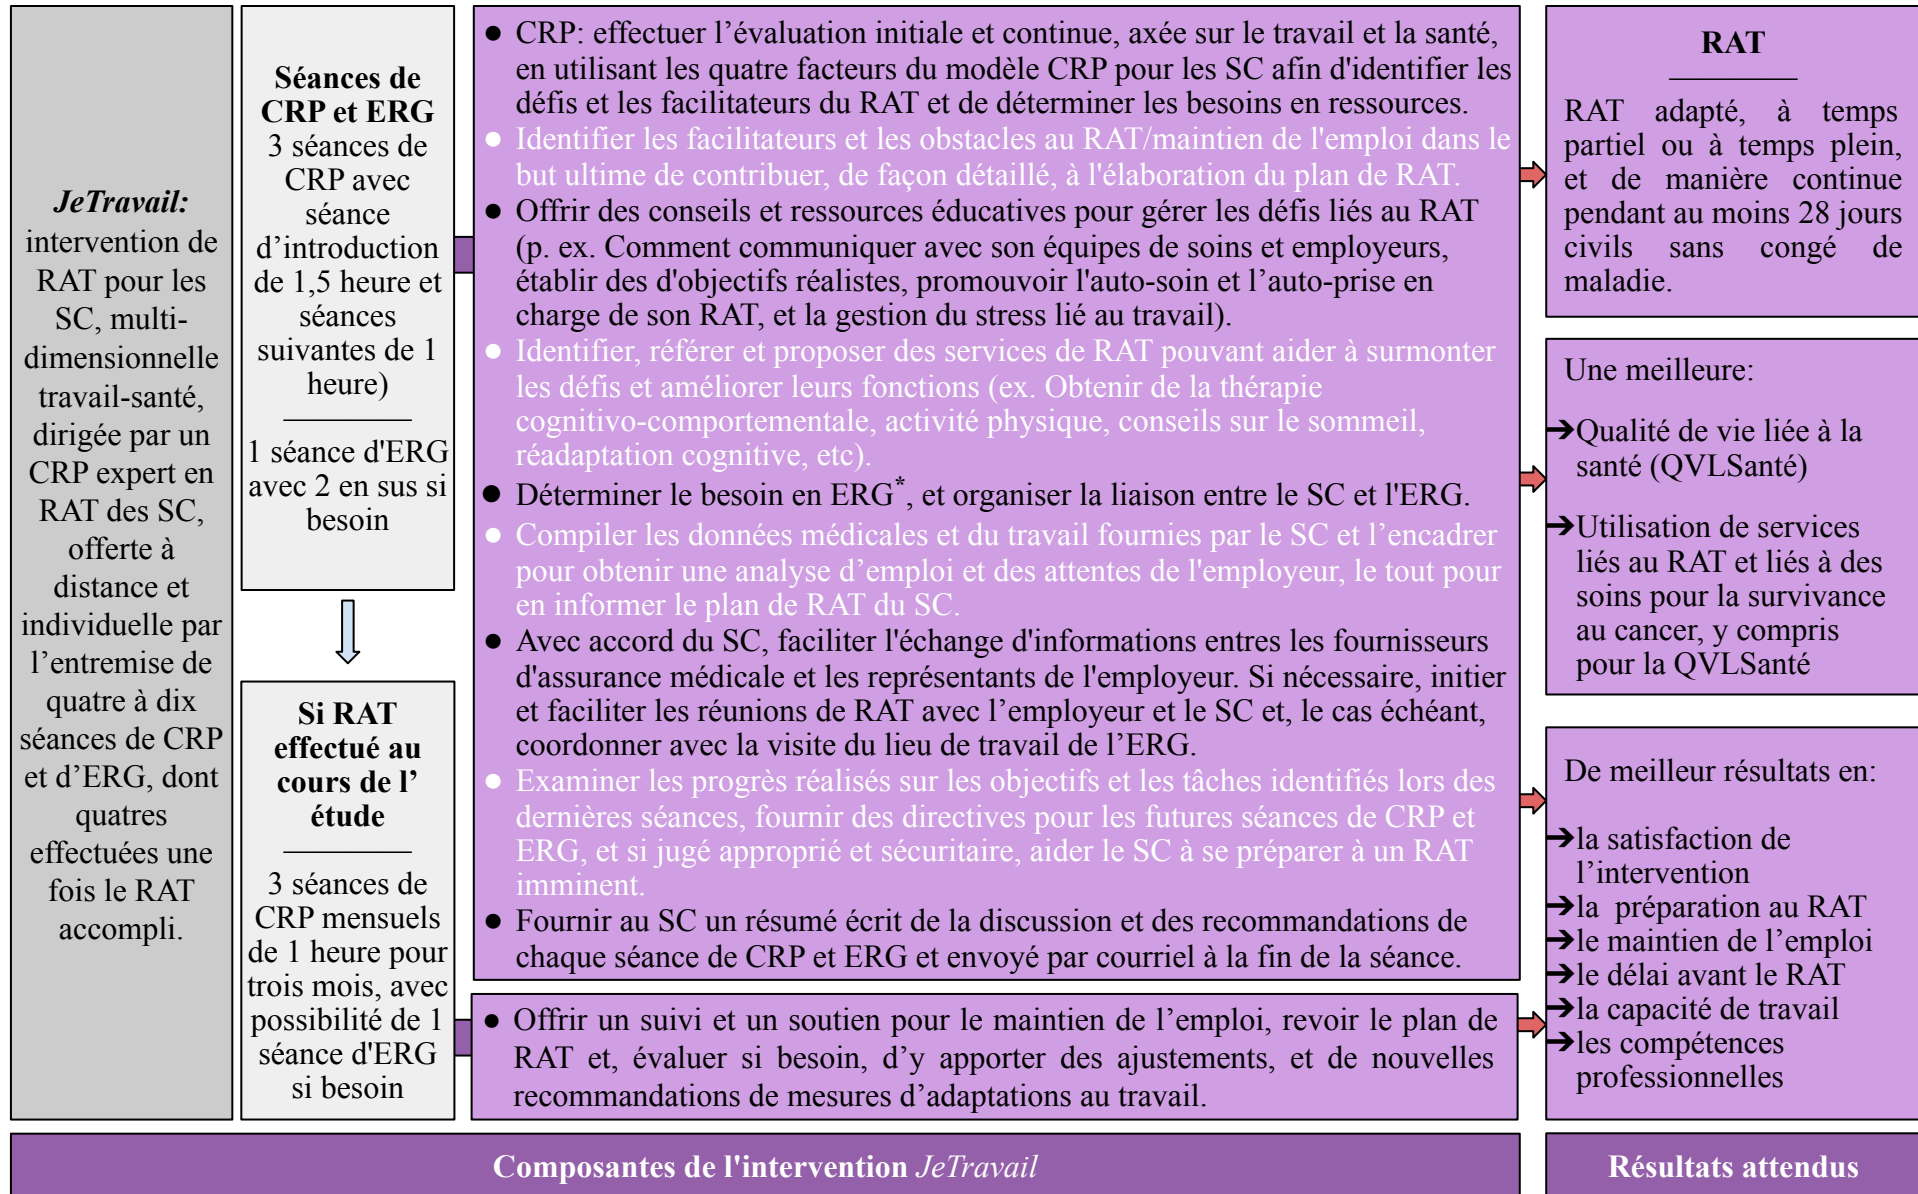 JeTravail:
intervention de
RAT pour les
SC, multi-
dimensionnelle
travail-santé,
dirigée par un
CRP expert en
RAT des SC,
offerte à
distance et
individuelle par
l’entremise de
quatre à dix
séances de CRP
et d’ERG, dont
quatres
effectuées une
fois le RAT
accompli.
Séances de
CRP et ERG
3 séances de
CRP avec
séance
d’introduction
de 1,5 heure et
séances
suivantes de 1
heure)
1 séance d'ERG
avec 2 en sus si
besoin
Si RAT
effectué au
cours de l’
étude
3 séances de
CRP mensuels
de 1 heure pour
trois mois, avec
possibilité de 1
séance d'ERG
si besoin
● CRP: effectuer l’évaluation initiale et continue, axée sur le travail et la santé,
en utilisant les quatre facteurs du modèle CRP pour les SC afin d'identifier les
défis et les facilitateurs du RAT et de déterminer les besoins en ressources.
● Identifier les facilitateurs et les obstacles au RAT/maintien de l'emploi dans le
but ultime de contribuer, de façon détaillé, à l'élaboration du plan de RAT.
● Offrir des conseils et ressources éducatives pour gérer les défis liés au RAT
(p. ex. Comment communiquer avec son équipes de soins et employeurs,
établir des d'objectifs réalistes, promouvoir l'auto-soin et l’auto-prise en
charge de son RAT, et la gestion du stress lié au travail).
● Identifier, référer et proposer des services de RAT pouvant aider à surmonter
les défis et améliorer leurs fonctions (ex. Obtenir de la thérapie
cognitivo-comportementale, activité physique, conseils sur le sommeil,
réadaptation cognitive, etc).
● Déterminer le besoin en ERG*, et organiser la liaison entre le SC et l'ERG.
● Compiler les données médicales et du travail fournies par le SC et l’encadrer
pour obtenir une analyse d’emploi et des attentes de l'employeur, le tout pour
en informer le plan de RAT du SC.
● Avec accord du SC, faciliter l'échange d'informations entres les fournisseurs
d'assurance médicale et les représentants de l'employeur. Si nécessaire, initier
et faciliter les réunions de RAT avec l’employeur et le SC et, le cas échéant,
coordonner avec la visite du lieu de travail de l’ERG.
● Examiner les progrès réalisés sur les objectifs et les tâches identifiés lors des
dernières séances, fournir des directives pour les futures séances de CRP et
ERG, et si jugé approprié et sécuritaire, aider le SC à se préparer à un RAT
imminent.
● Fournir au SC un résumé écrit de la discussion et des recommandations de
chaque séance de CRP et ERG et envoyé par courriel à la fin de la séance.
● Offrir un suivi et un soutien pour le maintien de l’emploi, revoir le plan de
RAT et, évaluer si besoin, d’y apporter des ajustements, et de nouvelles
recommandations de mesures d’adaptations au travail.
RAT
RAT adapté, à temps
partiel ou à temps plein,
et de manière continue
pendant au moins 28 jours
civils sans congé de
maladie.
Une meilleure:
➔Qualité de vie liée à la
santé (QVLSanté)
➔Utilisation de services
liés au RAT et liés à des
soins pour la survivance
au cancer, y compris
pour la QVLSanté
De meilleur résultats en:
➔la satisfaction de
l’intervention
➔la préparation au RAT
➔le maintien de l’emploi
➔le délai avant le RAT
➔la capacité de travail
➔les compétences
professionnelles
Composantes de l'intervention JeTravail
Résultats attendus